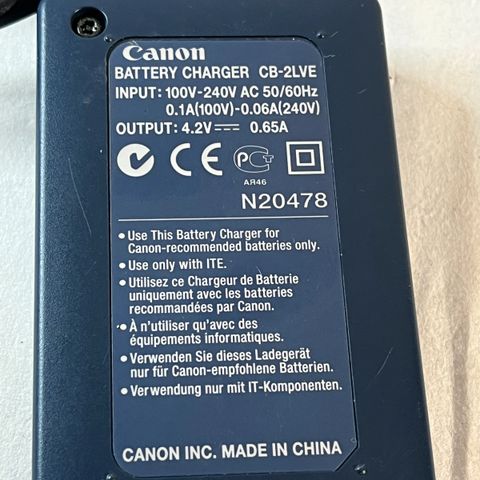 Canon
BATTERY CHARGER CB-2LVE
INPUT: 100V-240V AC 50/60Hz
0.1A(100V)-0.06A(240V)
OUTPUT: 4.2V⎓ 0.65A
CE PCT
АЯ46
N20478
• Use This Battery Charger for
Canon-recommended batteries only.
• Use only with ITE.
• Utilisez ce Chargeur de Batterie
uniquement avec les batteries
recommandées par Canon.
• À n'utiliser qu'avec des
équipements informatiques.
• Verwenden Sie dieses Ladegerät
nur für Canon-empfohlene Batterien.
• Verwendung nur mit IT-Komponenten.
CANON INC. MADE IN CHINA